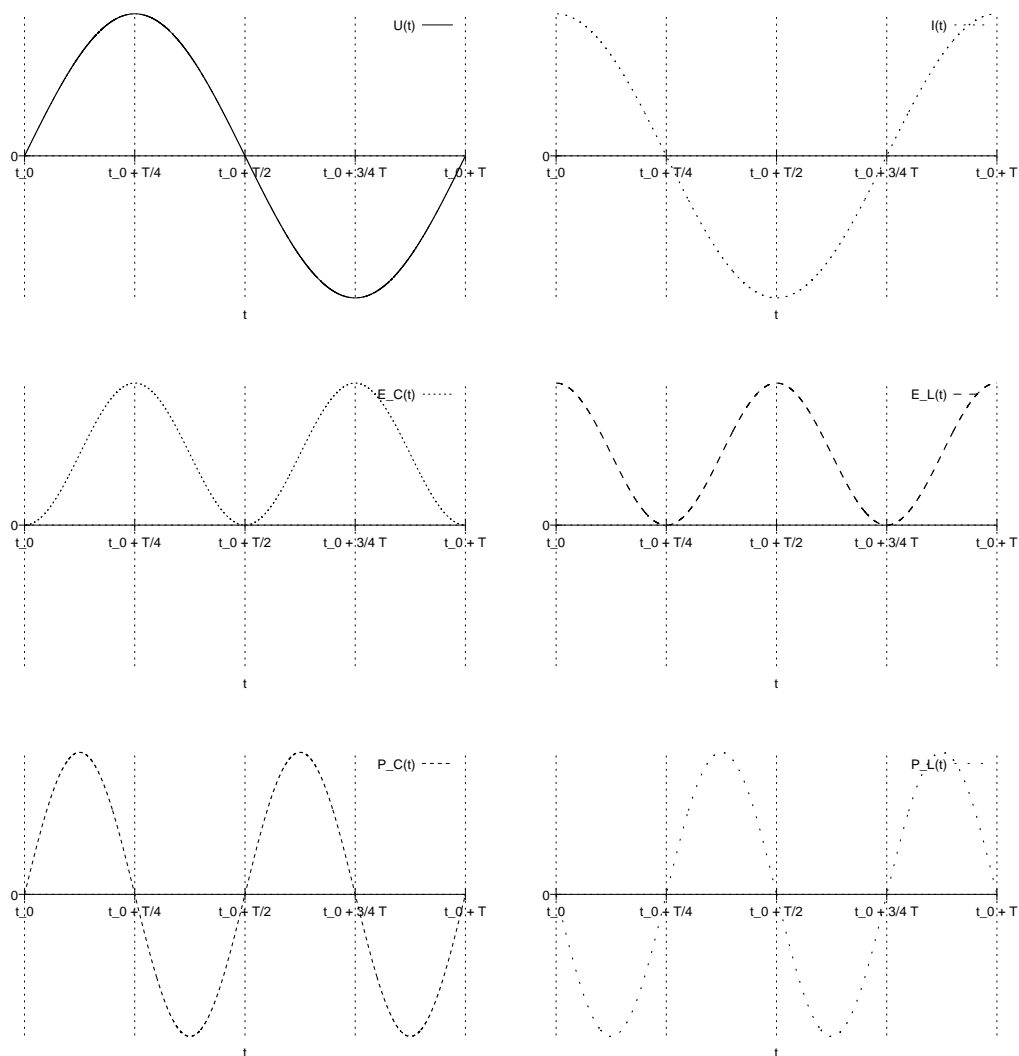 U(t)
0
t_0
t_0 + T/4
t_0 + T/2
t_0 + 3/4 T
t_0 + T
t
I(t)
0
t_0
t_0 + T/4
t_0 + T/2
t_0 + 3/4 T
t_0 + T
t
E_C(t)
0
t_0
t_0 + T/4
t_0 + T/2
t_0 + 3/4 T
t_0 + T
t
E_L(t)
0
t_0
t_0 + T/4
t_0 + T/2
t_0 + 3/4 T
t_0 + T
t
P_C(t)
0
t_0
t_0 + T/4
t_0 + T/2
t_0 + 3/4 T
t_0 + T
t
P_L(t)
0
t_0
t_0 + T/4
t_0 + T/2
t_0 + 3/4 T
t_0 + T
t